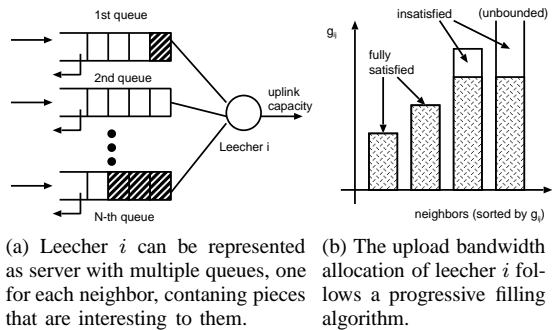 1st queue
2nd queue
N-th queue
uplink
capacity
Leecher i
g_ij
insatisfied
(unbounded)
fully
satisfied
neighbors (sorted by g_ij)
(a) Leecher i can be represented
as server with multiple queues, one
for each neighbor, contaning pieces
that are interesting to them.
(b) The upload bandwidth
allocation of leecher i fol-
lows a progressive filling
algorithm.